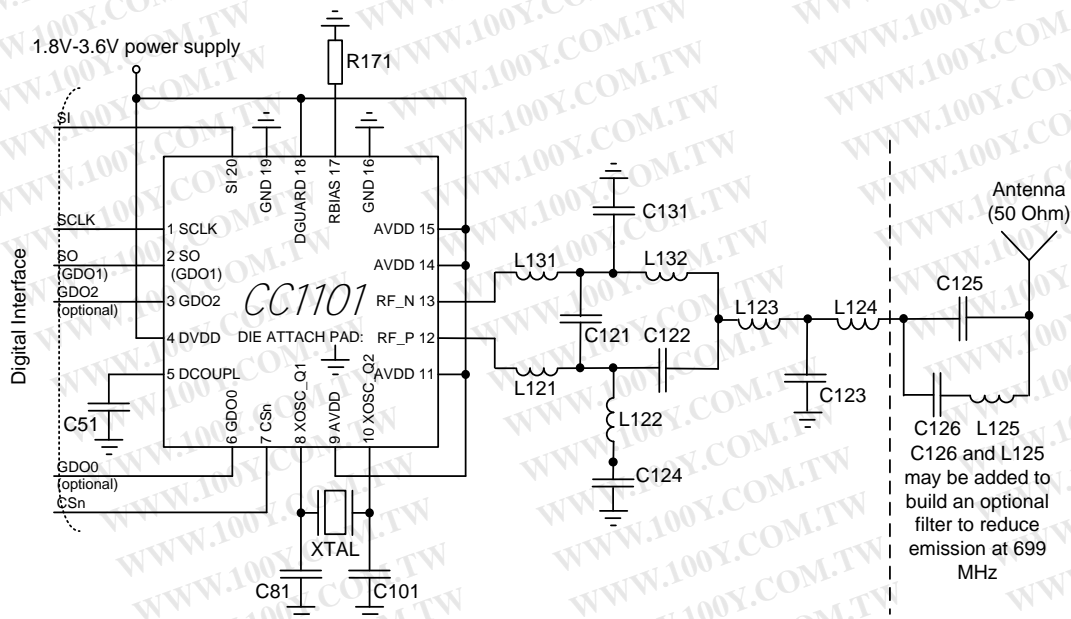 1.8V-3.6V power supply
R171
SI
SI 20
GND 19
DGUARD 18
RBIAS 17
GND 16
Digital Interface
SCLK
1 SCLK
SO
(GDO1)
2 SO
(GDO1)
GDO2
(optional)
3 GDO2
4 DVDD
5 DCOUPL
C51
CC1101
DIE ATTACH PAD:
AVDD 15
AVDD 14
RF_N 13
RF_P 12
AVDD 11
6 GDO0
7 CSn
8 XOSC_Q1
9 AVDD
10 XOSC_Q2
GDO0
(optional)
CSn
XTAL
C81
C101
C131
L131
L132
C121
C122
L121
L122
C124
L123
L124
C123
Antenna
(50 Ohm)
C125
C126
L125
C126 and L125
may be added to
build an optional
filter to reduce
emission at 699
MHz
WWW.100Y.COM.TW